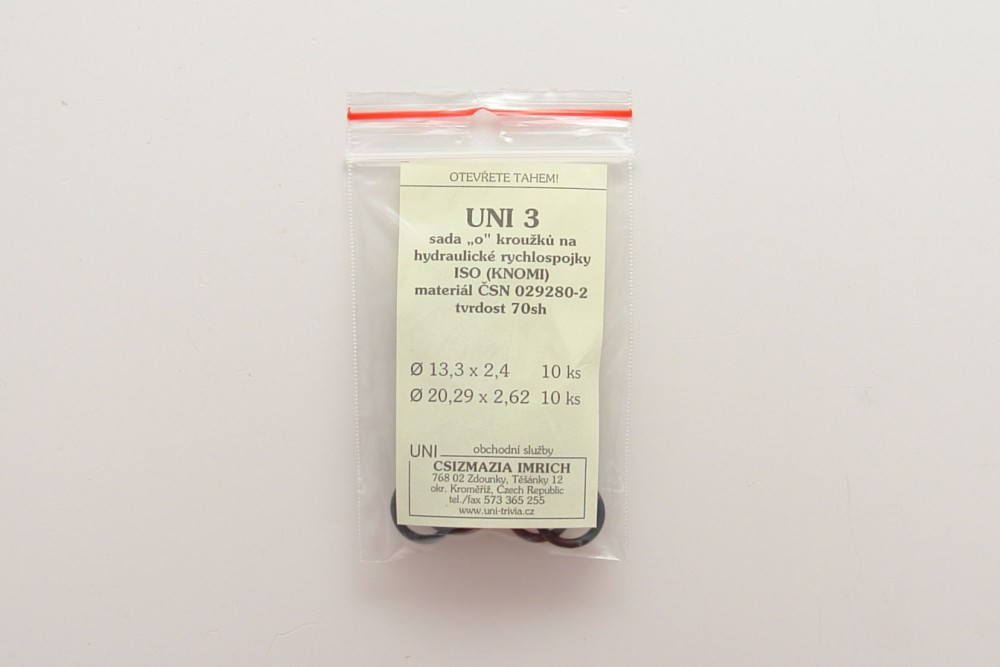 OTEVŘETE TAHEM!
UNI 3
sada „o" kroužků na
hydraulické rychlospojky
ISO (KNOMI)
materiál ČSN 029280-2
tvrdost 70sh
Ø 13,3 x 2,4 10 ks
Ø 20,29 x 2,62 10 ks
UNI obchodní služby
CSIZMAZIA IMRICH
768 02 Zdounky, Těšánky 12
okr. Kroměříž, Czech Republic
tel./fax 573 365 255
www.uni-trivia.cz